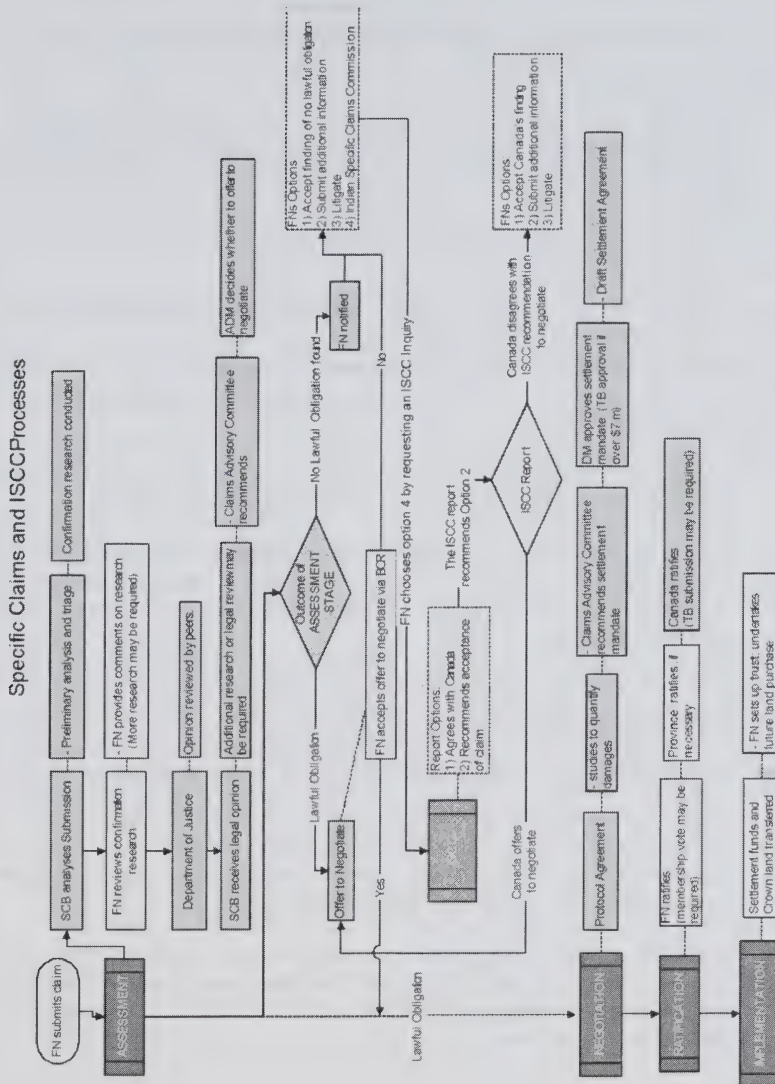 Specific Claims and ISCCProcesses
FN submits claim
ASSESSMENT
SCB analyses Submission
- Preliminary analysis and triage
Confirmation research conducted
FN reviews confirmation
research
- FN provides comments on research
(More research may be required)
Department of Justice
Opinion reviewed by peers.
SCB receives legal opinion
Additional research or legal review may
be required
- Claims Advisory Committee
recommends
ADM decides whether to offer to
negotiate
Outcome of
ASSESSMENT
STAGE
Lawful Obligation
No Lawful Obligation found
FN notified
FNs Options
1) Accept finding of no lawful obligation
2) Submit additional information
3) Litigate
4) Indian Specific Claims Commission
Offer to Negotiate
FN accepts offer to negotiate via BCR
Yes
No
FN chooses option 4 by requesting an ISCC Inquiry
Report Options:
1) Agrees with Canada
2) Recommends acceptance
of claim
The ISCC report
recommends Option 2
ISCC Report
Canada disagrees with
ISCC recommendation
to negotiate
FNs Options
1) Accept Canada's finding
2) Submit additional information
3) Litigate
Canada offers
to negotiate
Lawful Obligation
NEGOTIATION
Protocol Agreement
- studies to quantify
damages
Claims Advisory Committee
recommends settlement
mandate
DM approves settlement
mandate (TB approval if
over $7 m)
Draft Settlement Agreement
RATIFICATION
FN ratifies
(membership vote may be
required)
Province ratifies, if
necessary
Canada ratifies
(TB submission may be required)
IMPLEMENTATION
Settlement funds and
Crown land transferred
- FN sets up trust, undertakes
future land purchase